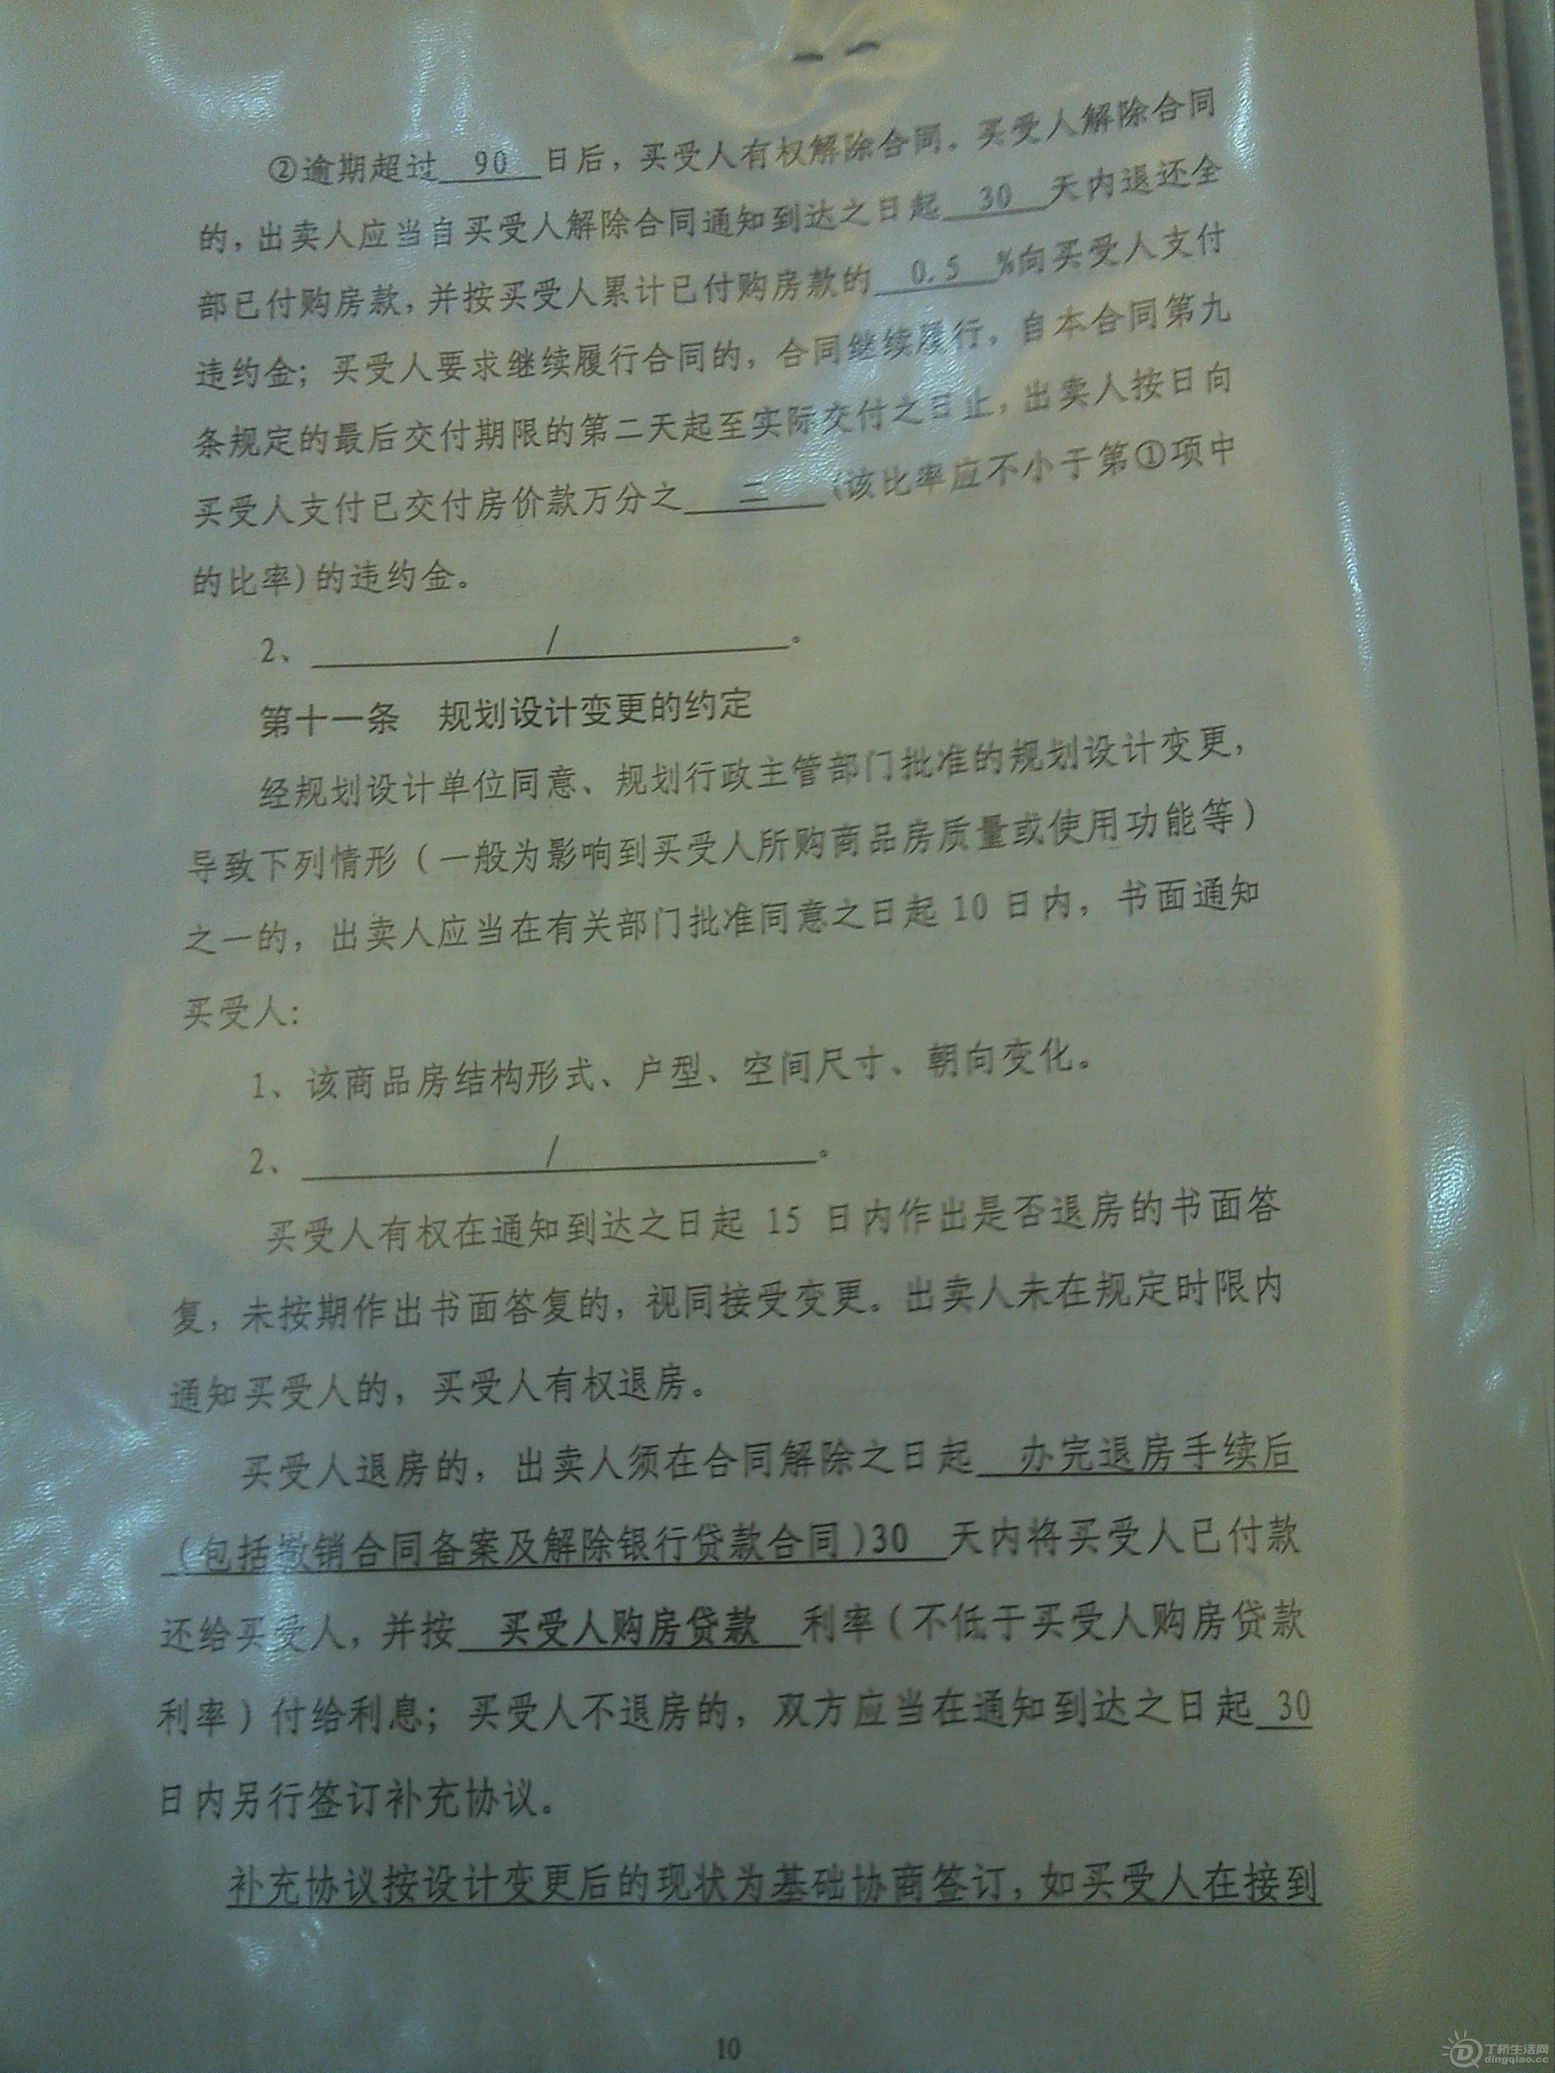 ②逾期超过 90 日后，买受人有权解除合同。买受人解除合同
的，出卖人应当自买受人解除合同通知到达之日起 30 天内退还全
部已付购房款，并按买受人累计已付购房款的 0.5 %向买受人支付
违约金；买受人要求继续履行合同的，合同继续履行，自本合同第九
条规定的最后交付期限的第二天起至实际交付之日止，出卖人按日向
买受人支付已交付房价款万分之 二 (该比率应不小于第①项中
的比率)的违约金。
2、 / 。
第十一条 规划设计变更的约定
经规划设计单位同意、规划行政主管部门批准的规划设计变更，
导致下列情形（一般为影响到买受人所购商品房质量或使用功能等）
之一的，出卖人应当在有关部门批准同意之日起 10 日内，书面通知
买受人：
1、该商品房结构形式、户型、空间尺寸、朝向变化。
2、 / 。
买受人有权在通知到达之日起 15 日内作出是否退房的书面答
复，未按期作出书面答复的，视同接受变更。出卖人未在规定时限内
通知买受人的，买受人有权退房。
买受人退房的，出卖人须在合同解除之日起 办完退房手续后
（包括撤销合同备案及解除银行贷款合同)30 天内将买受人已付款
还给买受人，并按 买受人购房贷款 利率（不低于买受人购房贷款
利率）付给利息；买受人不退房的，双方应当在通知到达之日起 30
日内另行签订补充协议。
补充协议按设计变更后的现状为基础协商签订，如买受人在接到
10
丁桥生活网
dingqiao.cc